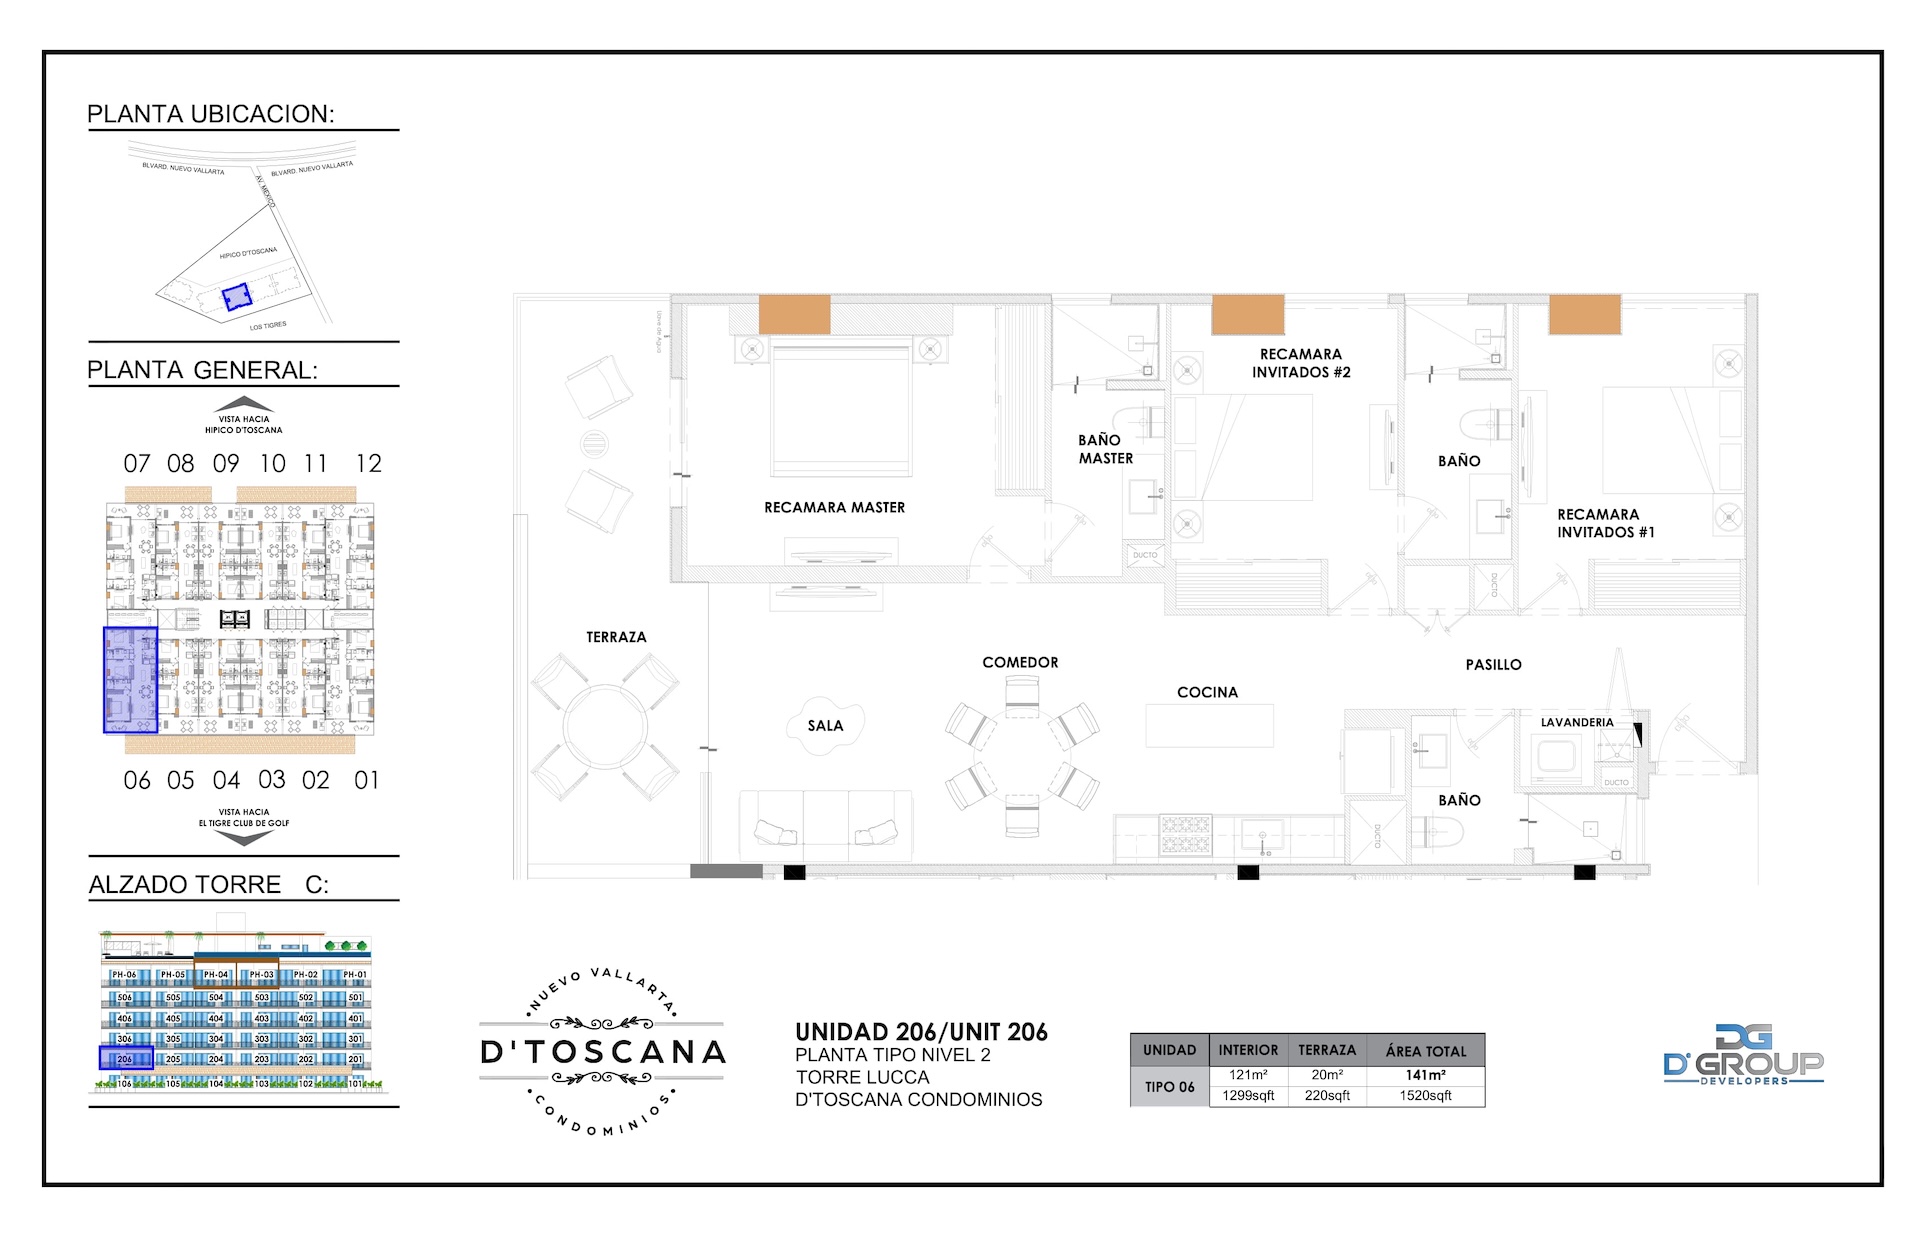 PLANTA UBICACION:
BLVARD. NUEVO VALLARTA
BLVARD. NUEVO VALLARTA
AV. MEXICO
HIPICO D'TOSCANA
LOS TIGRES
PLANTA GENERAL:
VISTA HACIA
HIPICO D'TOSCANA
07 08 09 10 11 12
06 05 04 03 02 01
VISTA HACIA
EL TIGRE CLUB DE GOLF
ALZADO TORRE C:
PH-06 PH-05 PH-04 PH-03 PH-02 PH-01
506 505 504 503 502 501
406 405 404 403 402 401
306 305 304 303 302 301
206 205 204 203 202 201
106 105 104 103 102 101
Llave de Agua
RECAMARA MASTER
BAÑO
MASTER
DUCTO
RECAMARA
INVITADOS #2
BAÑO
DUCTO
RECAMARA
INVITADOS #1
TERRAZA
SALA
COMEDOR
COCINA
PASILLO
LAVANDERIA
DUCTO
BAÑO
DUCTO
NUEVO VALLARTA
D'TOSCANA
CONDOMINIOS
UNIDAD 206/UNIT 206
PLANTA TIPO NIVEL 2
TORRE LUCCA
D'TOSCANA CONDOMINIOS
UNIDAD INTERIOR TERRAZA ÁREA TOTAL
TIPO 06
121m² 20m² 141m²
1299sqft 220sqft 1520sqft
DG
D'GROUP
DEVELOPERS